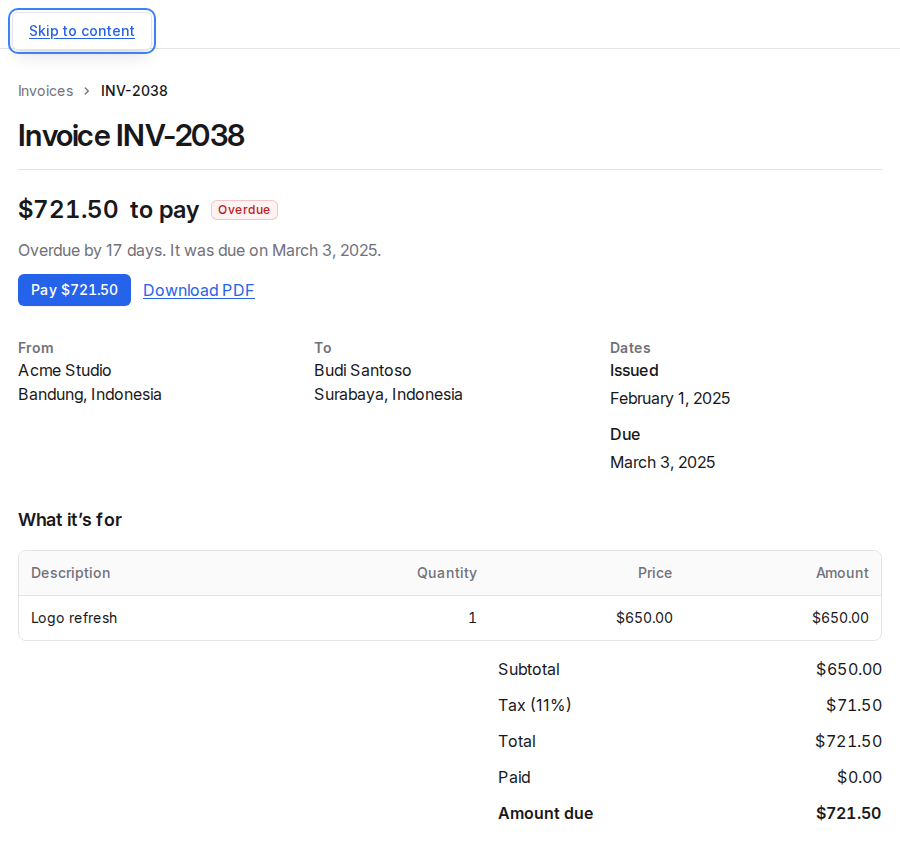 Skip to content
Invoices › INV-2038
Invoice INV-2038
$721.50 to pay Overdue
Overdue by 17 days. It was due on March 3, 2025.
Pay $721.50 Download PDF
From
Acme Studio
Bandung, Indonesia
To
Budi Santoso
Surabaya, Indonesia
Dates
Issued
February 1, 2025
Due
March 3, 2025
What it’s for
Description Quantity Price Amount
Logo refresh 1 $650.00 $650.00
Subtotal $650.00
Tax (11%) $71.50
Total $721.50
Paid $0.00
Amount due $721.50